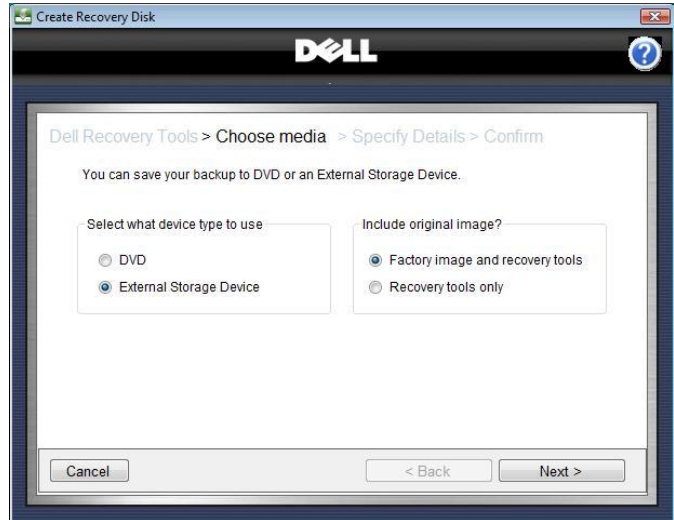 Create Recovery Disk
DELL
?
Dell Recovery Tools > Choose media > Specify Details > Confirm
You can save your backup to DVD or an External Storage Device.
Select what device type to use
DVD
External Storage Device
Include original image?
Factory image and recovery tools
Recovery tools only
Cancel
< Back
Next >